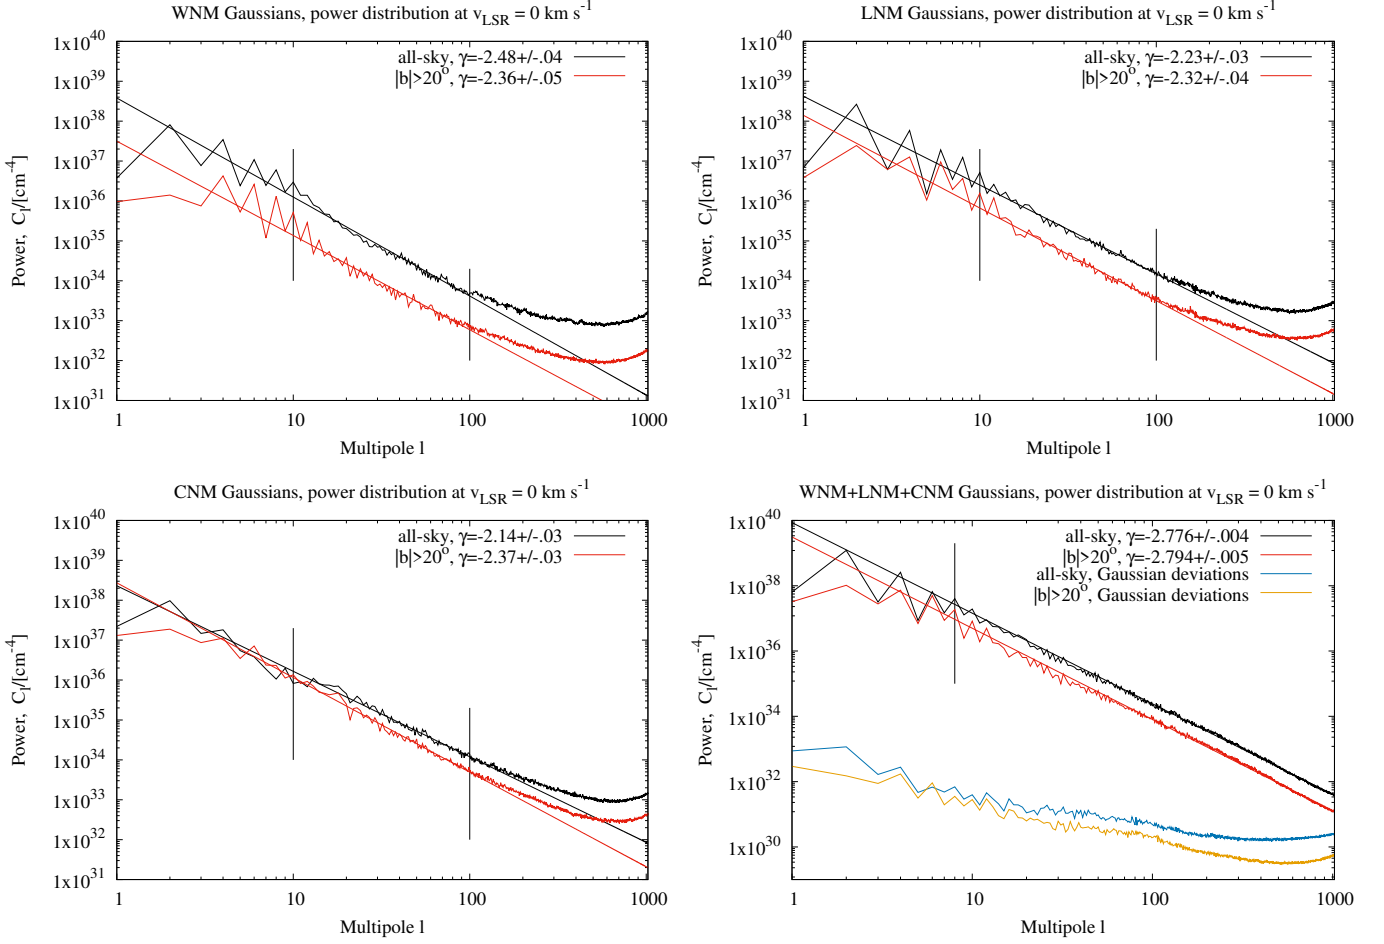 WNM Gaussians, power distribution at v_LSR = 0 km s^-1
1x10^40
1x10^39
1x10^38
1x10^37
1x10^36
1x10^35
1x10^34
1x10^33
1x10^32
1x10^31
Power, C_l/[cm^-4]
all-sky, γ=-2.48+/-.04
|b|>20°, γ=-2.36+/-.05
1 10 100 1000
Multipole l
LNM Gaussians, power distribution at v_LSR = 0 km s^-1
1x10^40
1x10^39
1x10^38
1x10^37
1x10^36
1x10^35
1x10^34
1x10^33
1x10^32
1x10^31
Power, C_l/[cm^-4]
all-sky, γ=-2.23+/-.03
|b|>20°, γ=-2.32+/-.04
1 10 100 1000
Multipole l
CNM Gaussians, power distribution at v_LSR = 0 km s^-1
1x10^40
1x10^39
1x10^38
1x10^37
1x10^36
1x10^35
1x10^34
1x10^33
1x10^32
1x10^31
Power, C_l/[cm^-4]
all-sky, γ=-2.14+/-.03
|b|>20°, γ=-2.37+/-.03
1 10 100 1000
Multipole l
WNM+LNM+CNM Gaussians, power distribution at v_LSR = 0 km s^-1
1x10^40
1x10^38
1x10^36
1x10^34
1x10^32
1x10^30
Power, C_l/[cm^-4]
all-sky, γ=-2.776+/-.004
|b|>20°, γ=-2.794+/-.005
all-sky, Gaussian deviations
|b|>20°, Gaussian deviations
1 10 100 1000
Multipole l